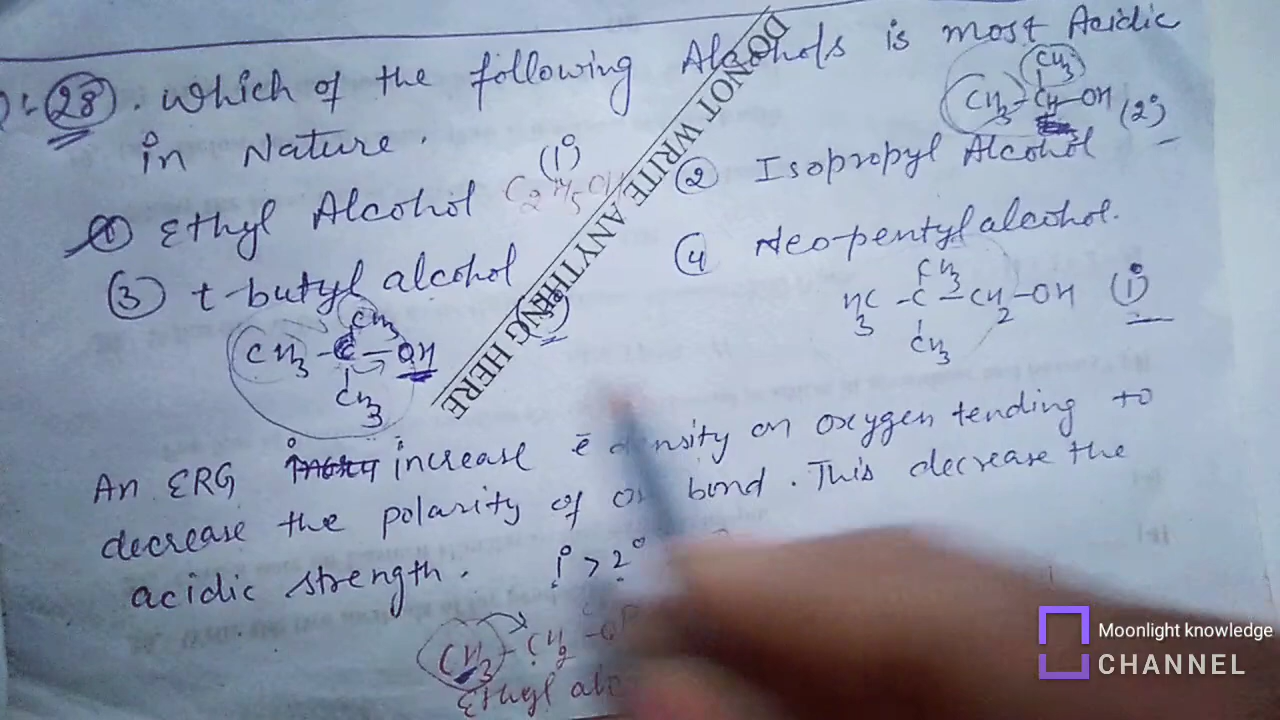 28. Which of the following Alcohols is most Acidic
in Nature.
CH3
CH3-CH-OH (2°)
(1°)
① Ethyl Alcohol C2H5OH
② Isopropyl Alcohol
③ t-butyl alcohol
④ Neo-pentyl alcohol.
CH3
CH3-C-OH
CH3
CH3
H3C-C-CH2-OH (1°)
CH3
An ERG increase ē density on oxygen tending to
decrease the polarity of bond. This decrease the
acidic strength.
1° > 2°
CH3-CH2-O
Ethyl
DO NOT WRITE ANYTHING HERE
Moonlight knowledge
CHANNEL